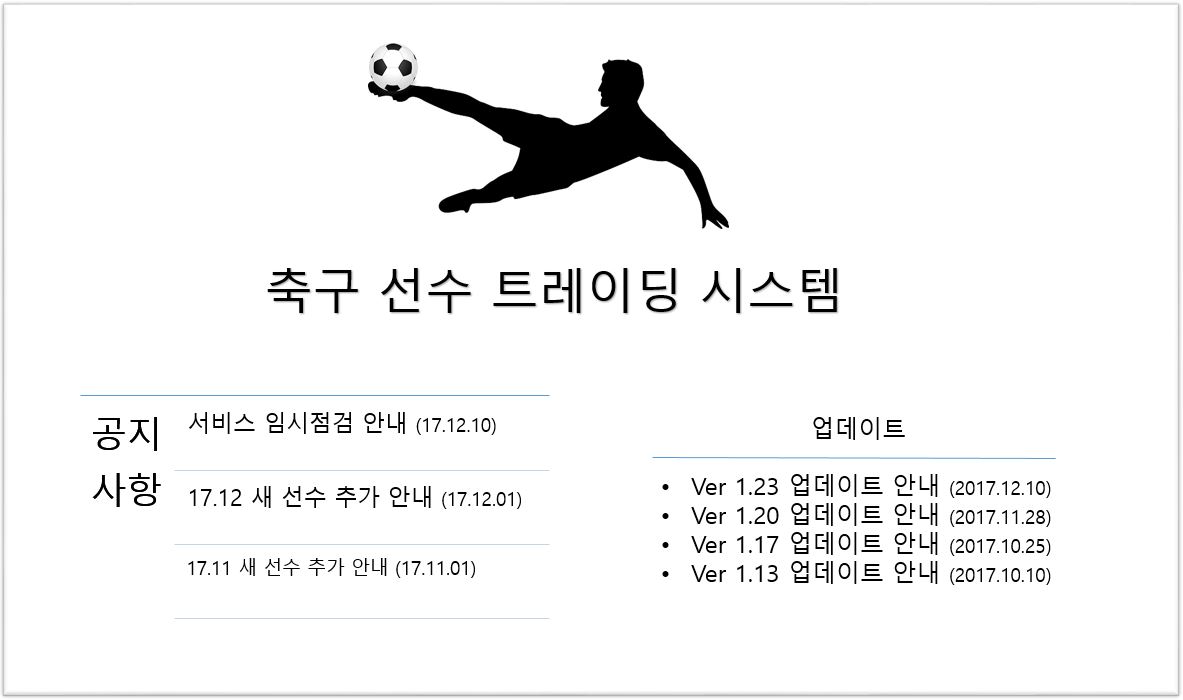 축구 선수 트레이딩 시스템
공지
사항
서비스 임시점검 안내 (17.12.10)
17.12 새 선수 추가 안내 (17.12.01)
17.11 새 선수 추가 안내 (17.11.01)
업데이트
• Ver 1.23 업데이트 안내 (2017.12.10)
• Ver 1.20 업데이트 안내 (2017.11.28)
• Ver 1.17 업데이트 안내 (2017.10.25)
• Ver 1.13 업데이트 안내 (2017.10.10)